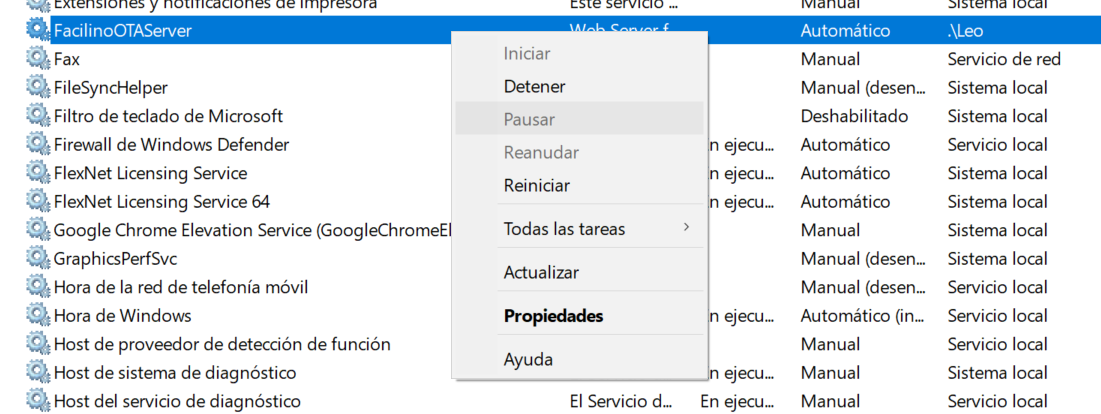 Extensiones y notificaciones de impresora Este servicio ... Manual Sistema local
FacilinoOTAServer Web Server f... Automático .\Leo
Iniciar
Fax Manual Servicio de red
FileSyncHelper Detener Manual (desen... Sistema local
Filtro de teclado de Microsoft Pausar Deshabilitado Sistema local
Firewall de Windows Defender Reanudar En ejecu... Automático Servicio local
FlexNet Licensing Service Reiniciar En ejecu... Automático Sistema local
FlexNet Licensing Service 64 En ejecu... Automático Sistema local
Google Chrome Elevation Service (GoogleChromeEl Todas las tareas Manual Sistema local
GraphicsPerfSvc Actualizar Manual (desen... Sistema local
Hora de la red de telefonía móvil Manual (desen... Servicio local
Hora de Windows Propiedades En ejecu... Automático (in... Servicio local
Host de proveedor de detección de función Manual Servicio local
Host de sistema de diagnóstico Ayuda En ejecu... Manual Sistema local
Host del servicio de diagnóstico El Servicio d... En ejecu... Manual Servicio local